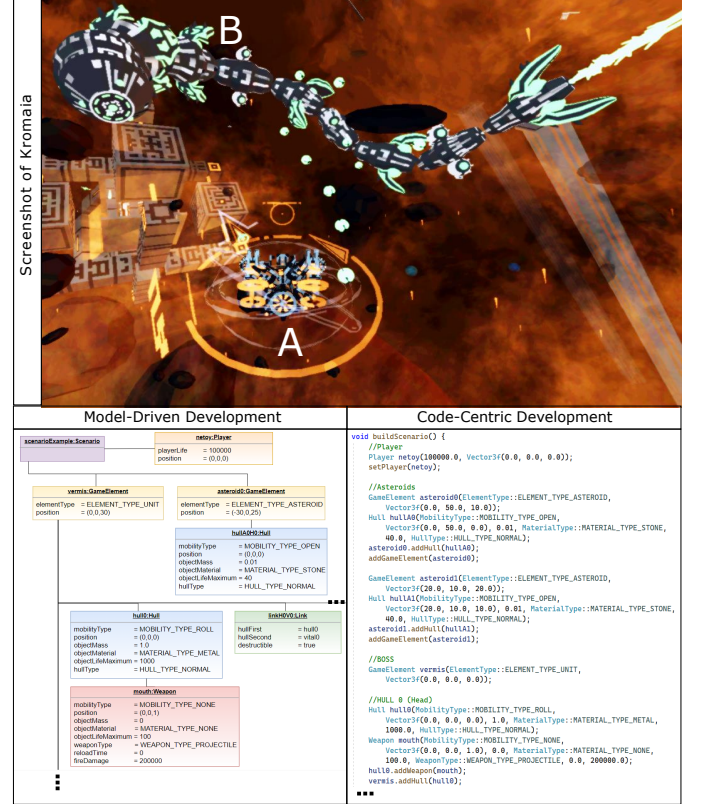 Screenshot of Kromaia
B
A
Model-Driven Development
scenarioExample:Scenario
netoy:Player
playerLife = 100000
position = (0,0,0)
vermis:GameElement
elementType = ELEMENT_TYPE_UNIT
position = (0,0,30)
asteroid0:GameElement
elementType = ELEMENT_TYPE_ASTEROID
position = (-30,0,25)
hullA0H0:Hull
mobilityType = MOBILITY_TYPE_OPEN
position = (0,0,0)
objectMass = 0.01
objectMaterial = MATERIAL_TYPE_STONE
objectLifeMaximum = 40
hullType = HULL_TYPE_NORMAL
hull0:Hull
mobilityType = MOBILITY_TYPE_ROLL
position = (0,0,0)
objectMass = 1.0
objectMaterial = MATERIAL_TYPE_METAL
objectLifeMaximum = 1000
hullType = HULL_TYPE_NORMAL
linkH0V0:Link
hullFirst = hull0
hullSecond = vital0
destructible = true
mouth:Weapon
mobilityType = MOBILITY_TYPE_NONE
position = (0,0,1)
objectMass = 0
objectMaterial = MATERIAL_TYPE_NONE
objectLifeMaximum = 100
weaponType = WEAPON_TYPE_PROJECTILE
reloadTime = 0
fireDamage = 200000
Code-Centric Development
void buildScenario() {
//Player
Player netoy(100000.0, Vector3f(0.0, 0.0, 0.0));
setPlayer(netoy);
//Asteroids
GameElement asteroid0(ElementType::ELEMENT_TYPE_ASTEROID,
Vector3f(0.0, 50.0, 10.0));
Hull hullA0(MobilityType::MOBILITY_TYPE_OPEN,
Vector3f(0.0, 50.0, 0.0), 0.01, MaterialType::MATERIAL_TYPE_STONE,
40.0, HullType::HULL_TYPE_NORMAL);
asteroid0.addHull(hullA0);
addGameElement(asteroid0);
GameElement asteroid1(ElementType::ELEMENT_TYPE_ASTEROID,
Vector3f(20.0, 10.0, 20.0));
Hull hullA1(MobilityType::MOBILITY_TYPE_OPEN,
Vector3f(20.0, 10.0, 10.0), 0.01, MaterialType::MATERIAL_TYPE_STONE,
40.0, HullType::HULL_TYPE_NORMAL);
asteroid1.addHull(hullA1);
addGameElement(asteroid1);
//BOSS
GameElement vermis(ElementType::ELEMENT_TYPE_UNIT,
Vector3f(0.0, 0.0, 0.0));
//HULL 0 (Head)
Hull hull0(MobilityType::MOBILITY_TYPE_ROLL,
Vector3f(0.0, 0.0, 0.0), 1.0, MaterialType::MATERIAL_TYPE_METAL,
1000.0, HullType::HULL_TYPE_NORMAL);
Weapon mouth(MobilityType::MOBILITY_TYPE_NONE,
Vector3f(0.0, 0.0, 1.0), 0.0, MaterialType::MATERIAL_TYPE_NONE,
100.0, WeaponType::WEAPON_TYPE_PROJECTILE, 0.0, 200000.0);
hull0.addWeapon(mouth);
vermis.addHull(hull0);